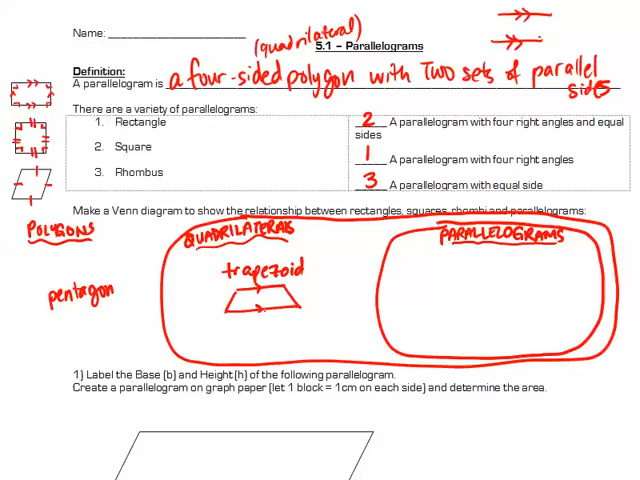 Name: ____________________________
(quadrilateral)
5.1 – Parallelograms
Definition:
A parallelogram is a four-sided polygon with Two sets of parallel
sides
There are a variety of parallelograms:
1. Rectangle
2. Square
3. Rhombus
2 A parallelogram with four right angles and equal
sides
1 A parallelogram with four right angles
3 A parallelogram with equal side
Make a Venn diagram to show the relationship between rectangles, squares, rhombi and parallelograms:
POLYGONS
QUADRILATERALS
PARALLELOGRAMS
trapezoid
pentagon
1) Label the Base (b) and Height (h) of the following parallelogram.
Create a parallelogram on graph paper (let 1 block = 1cm on each side) and determine the area.